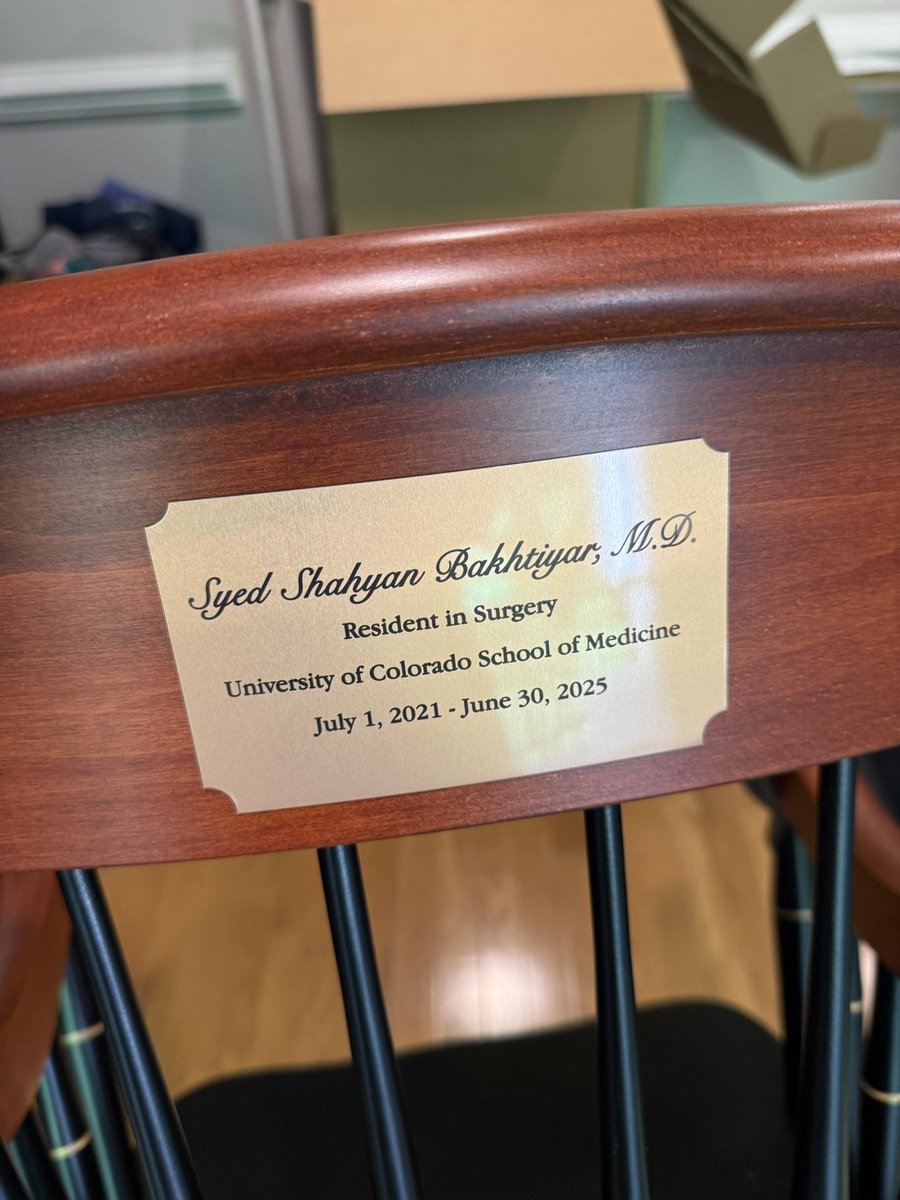 Syed Shahyan Bakhtiyar, M.D.
Resident in Surgery
University of Colorado School of Medicine
July 1, 2021 - June 30, 2025